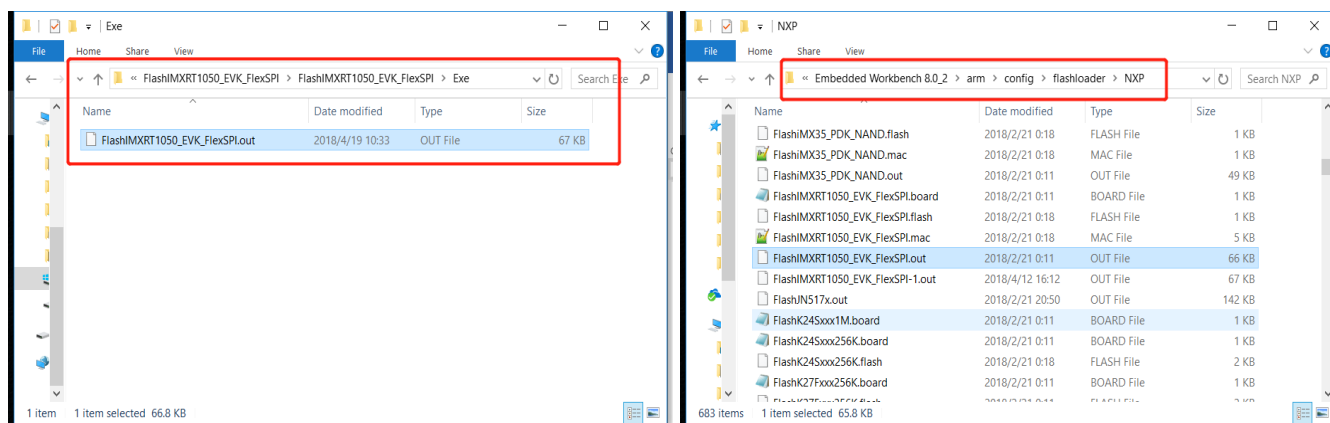 Exe
File Home Share View
« FlashIMXRT1050_EVK_FlexSPI > FlashIMXRT1050_EVK_FlexSPI > Exe
Search Exe
Name Date modified Type Size
FlashIMXRT1050_EVK_FlexSPI.out 2018/4/19 10:33 OUT File 67 KB
1 item 1 item selected 66.8 KB
NXP
File Home Share View
« Embedded Workbench 8.0_2 > arm > config > flashloader > NXP
Search NXP
Name Date modified Type Size
FlashiMX35_PDK_NAND.flash 2018/2/21 0:18 FLASH File 1 KB
FlashiMX35_PDK_NAND.mac 2018/2/21 0:18 MAC File 1 KB
FlashiMX35_PDK_NAND.out 2018/2/21 0:11 OUT File 49 KB
FlashIMXRT1050_EVK_FlexSPI.board 2018/2/21 0:11 BOARD File 1 KB
FlashIMXRT1050_EVK_FlexSPI.flash 2018/2/21 0:18 FLASH File 1 KB
FlashIMXRT1050_EVK_FlexSPI.mac 2018/2/21 0:18 MAC File 5 KB
FlashIMXRT1050_EVK_FlexSPI.out 2018/2/21 0:11 OUT File 66 KB
FlashIMXRT1050_EVK_FlexSPI-1.out 2018/4/12 16:12 OUT File 67 KB
FlashJN517x.out 2018/2/21 20:50 OUT File 142 KB
FlashK24Sxxx1M.board 2018/2/21 0:11 BOARD File 1 KB
FlashK24Sxxx256K.board 2018/2/21 0:11 BOARD File 1 KB
FlashK24Sxxx256K.flash 2018/2/21 0:18 FLASH File 2 KB
FlashK27Fxxx256K.board 2018/2/21 0:11 BOARD File 1 KB
683 items 1 item selected 65.8 KB